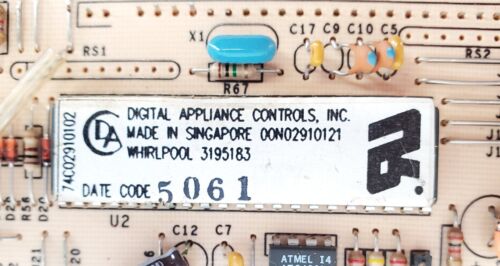 RS1
X1
C17 C9 C10 C5
RS2
R67
74C02910102
DIGITAL APPLIANCE CONTROLS, INC.
MADE IN SINGAPORE 00N02910121
WHIRLPOOL 3195183
DATE CODE 5061
U2
C12
C7
ATMEL 14